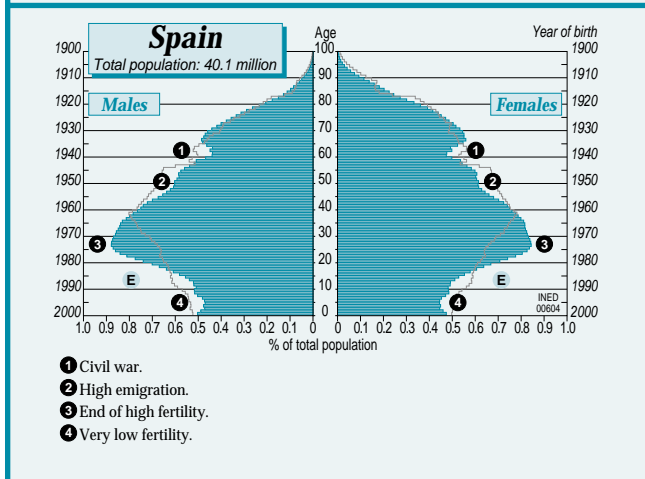 Spain
Total population: 40.1 million
Age
Year of birth
Males
Females
1900
1910
1920
1930
1940
1950
1960
1970
1980
1990
2000
100
90
80
70
60
50
40
30
20
10
0
1900
1910
1920
1930
1940
1950
1960
1970
1980
1990
2000
1
2
3
4
E
1
2
3
4
E
INED
00604
1.0 0.9 0.8 0.7 0.6 0.5 0.4 0.3 0.2 0.1 0 0 0.1 0.2 0.3 0.4 0.5 0.6 0.7 0.8 0.9 1.0
% of total population
1 Civil war.
2 High emigration.
3 End of high fertility.
4 Very low fertility.